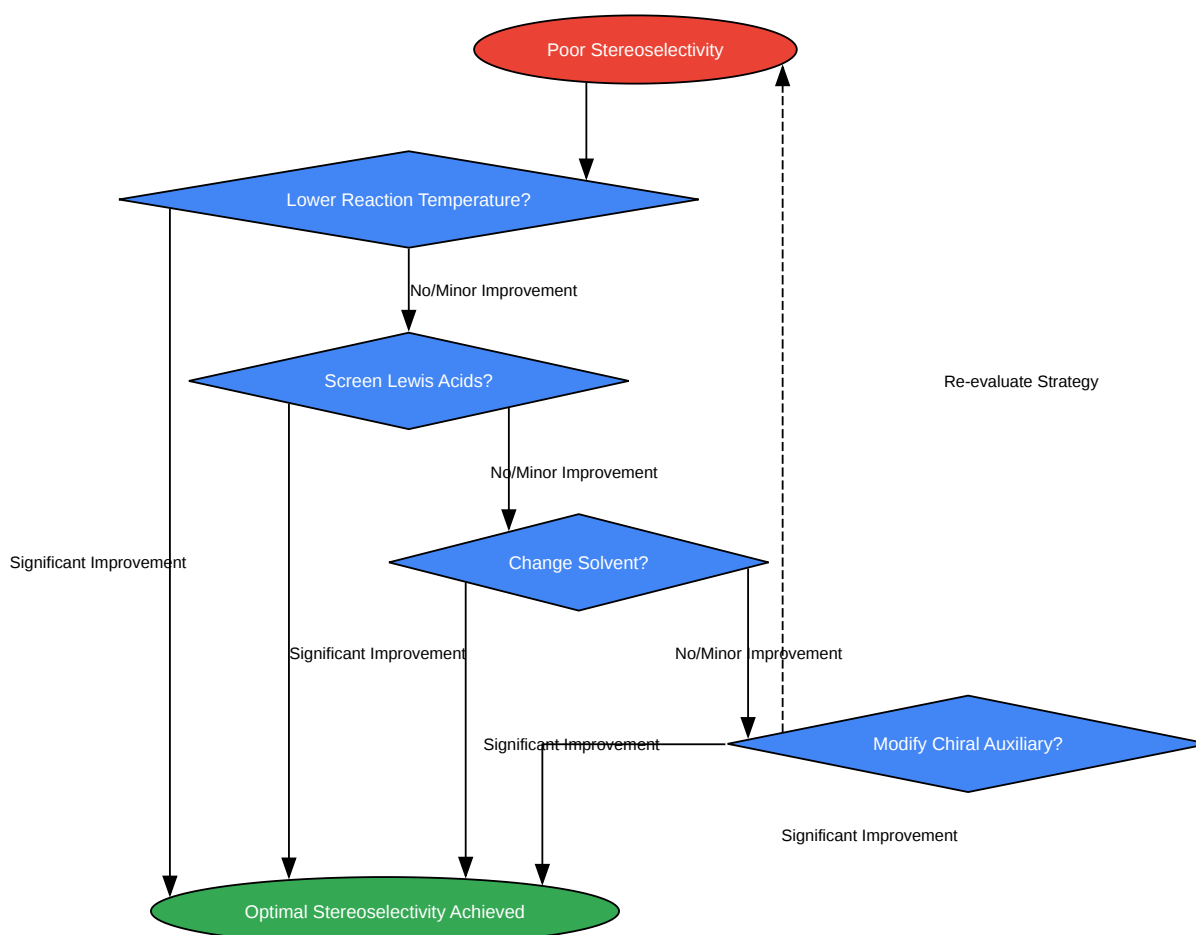 Poor Stereoselectivity
Lower Reaction Temperature?
No/Minor Improvement
Screen Lewis Acids?
Re-evaluate Strategy
No/Minor Improvement
Significant Improvement
Change Solvent?
Significant Improvement
No/Minor Improvement
Significant Improvement
Modify Chiral Auxiliary?
Significant Improvement
Optimal Stereoselectivity Achieved